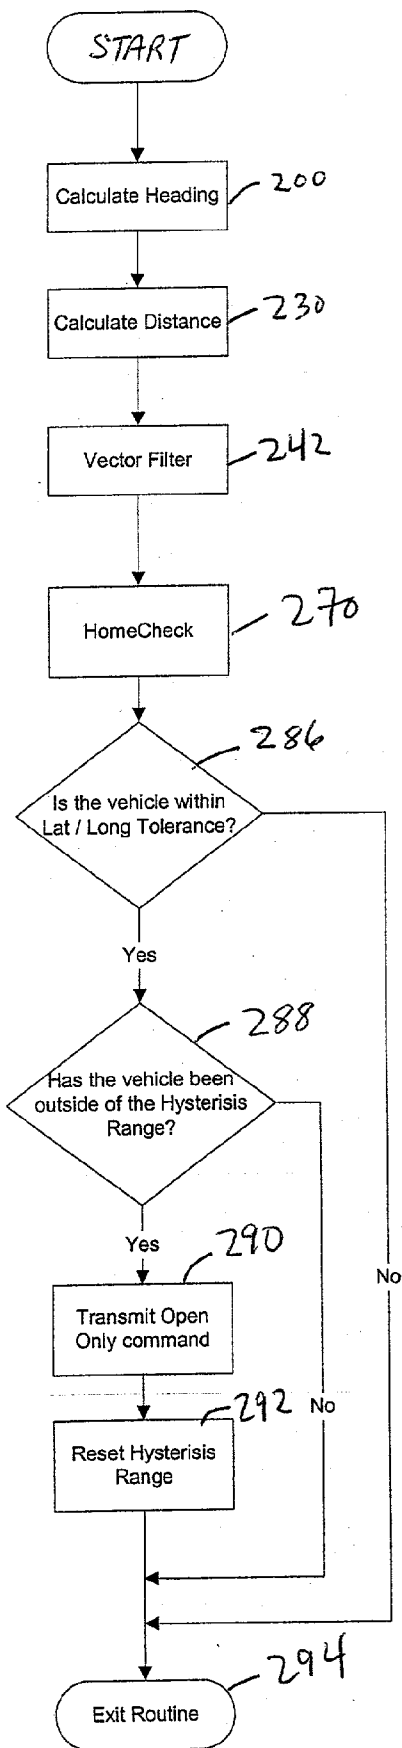 START
Calculate Heading
200
Calculate Distance
230
Vector Filter
242
HomeCheck
270
286
Is the vehicle within
Lat / Long Tolerance?
Yes
288
Has the vehicle been
outside of the Hysterisis
Range?
Yes
290
No
Transmit Open
Only command
292
No
Reset Hysterisis
Range
294
Exit Routine